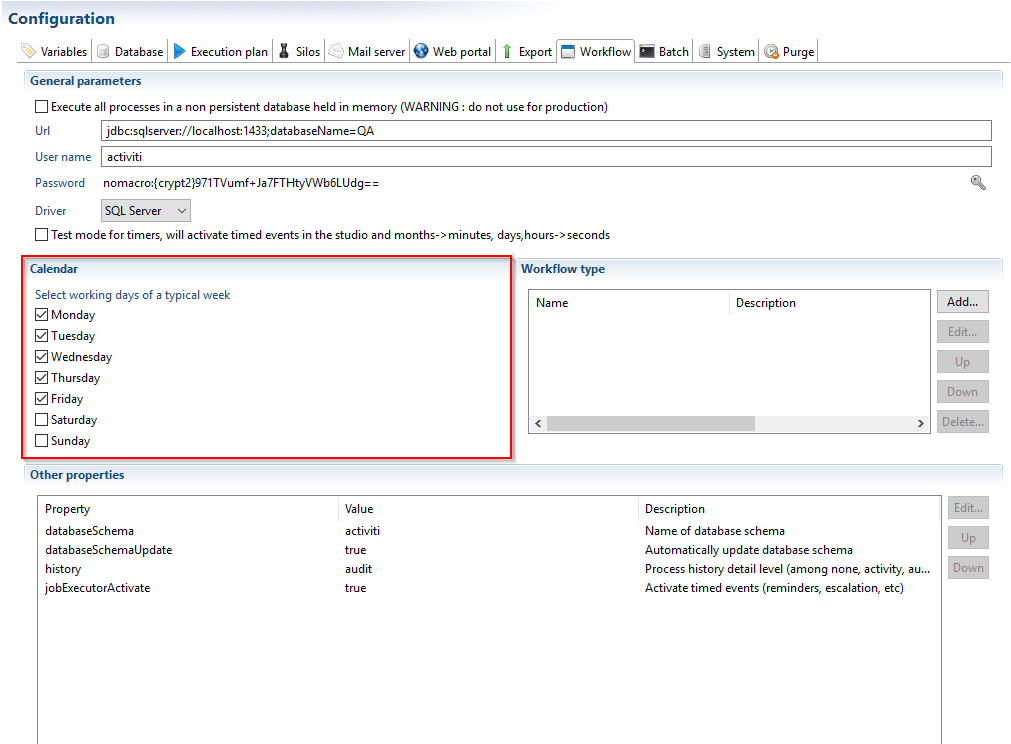 Configuration
Variables Database Execution plan Silos Mail server Web portal Export Workflow Batch System Purge
General parameters
Execute all processes in a non persistent database held in memory (WARNING : do not use for production)
Url jdbc:sqlserver://localhost:1433;databaseName=QA
User name activiti
Password nomacro:{crypt2}971TVumf+Ja7FTHtyVWb6LUdg==
Driver SQL Server
Test mode for timers, will activate timed events in the studio and months->minutes, days,hours->seconds
Calendar
Select working days of a typical week
Monday
Tuesday
Wednesday
Thursday
Friday
Saturday
Sunday
Workflow type
Name Description
Add...
Edit...
Up
Down
Delete...
Other properties
Property Value Description
databaseSchema activiti Name of database schema
databaseSchemaUpdate true Automatically update database schema
history audit Process history detail level (among none, activity, au...
jobExecutorActivate true Activate timed events (reminders, escalation, etc)
Edit...
Up
Down